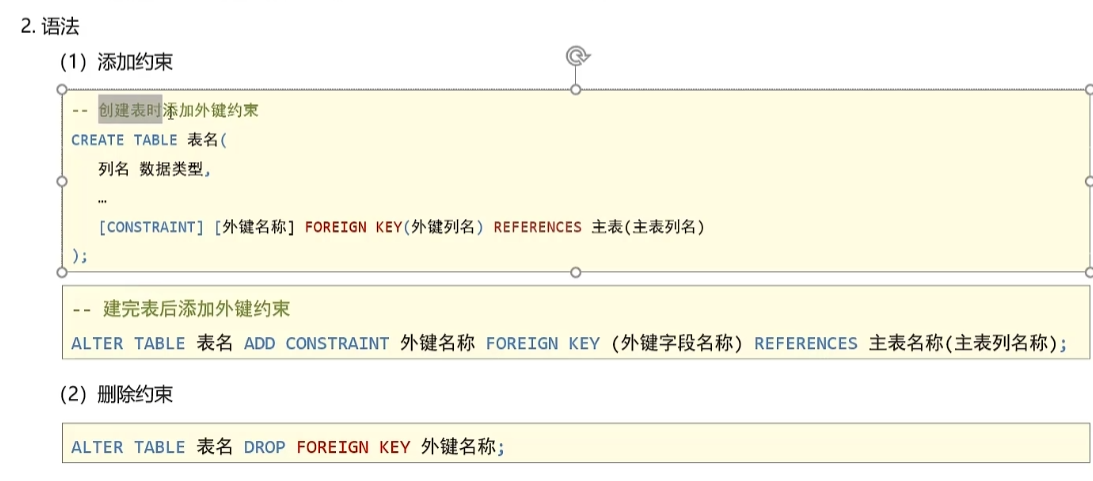 2. 语法
(1) 添加约束
-- 创建表时添加外键约束
CREATE TABLE 表名(
列名 数据类型,
…
[CONSTRAINT] [外键名称] FOREIGN KEY(外键列名) REFERENCES 主表(主表列名)
);
-- 建完表后添加外键约束
ALTER TABLE 表名 ADD CONSTRAINT 外键名称 FOREIGN KEY (外键字段名称) REFERENCES 主表名称(主表列名称);
(2) 删除约束
ALTER TABLE 表名 DROP FOREIGN KEY 外键名称;